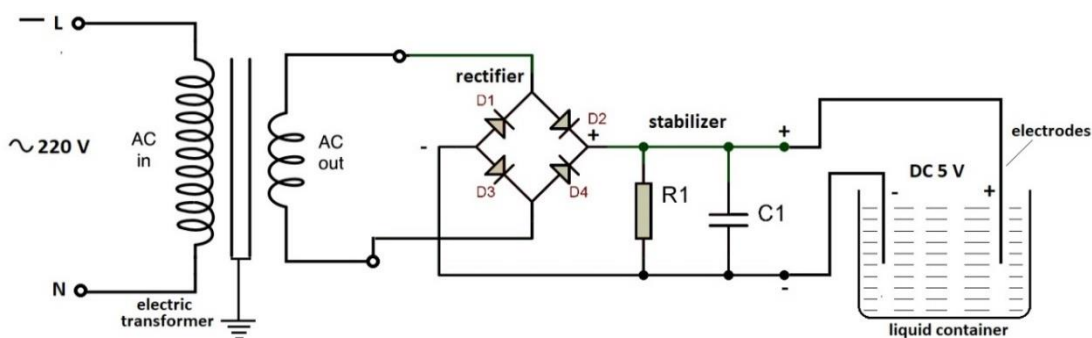 L
N
~ 220 V
AC
in
electric
transformer
AC
out
rectifier
D1
D2
D3
D4
-
+
stabilizer
R1
C1
+
-
electrodes
DC 5 V
-
+
liquid container